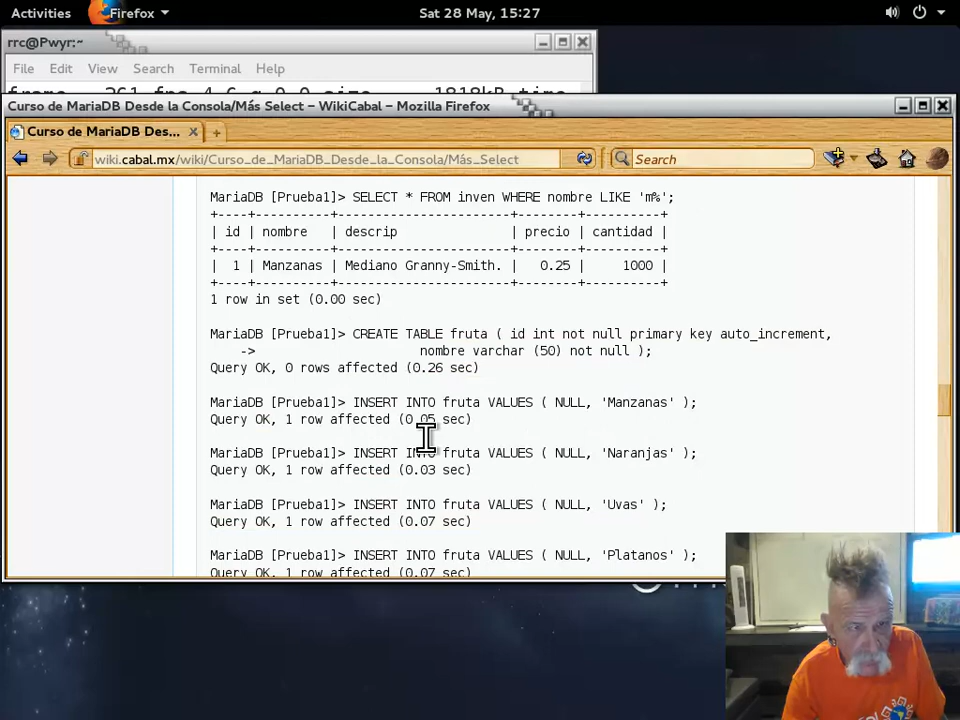 Activities Firefox Sat 28 May, 15:27
rrc@Pwyr:~
File Edit View Search Terminal Help
Curso de MariaDB Desde la Consola/Más Select – WikiCabal – Mozilla Firefox
Curso de MariaDB Des...
wiki.cabal.mx/wiki/Curso_de_MariaDB_Desde_la_Consola/Más_Select Search
MariaDB [Prueba1]> SELECT * FROM inven WHERE nombre LIKE 'm%';
+----+----------+----------------------+--------+----------+
| id | nombre   | descrip              | precio | cantidad |
+----+----------+----------------------+--------+----------+
|  1 | Manzanas | Mediano Granny-Smith. |   0.25 |     1000 |
+----+----------+----------------------+--------+----------+
1 row in set (0.00 sec)
MariaDB [Prueba1]> CREATE TABLE fruta ( id int not null primary key auto_increment,
-> nombre varchar (50) not null );
Query OK, 0 rows affected (0.26 sec)
MariaDB [Prueba1]> INSERT INTO fruta VALUES ( NULL, 'Manzanas' );
Query OK, 1 row affected (0.05 sec)
MariaDB [Prueba1]> INSERT INTO fruta VALUES ( NULL, 'Naranjas' );
Query OK, 1 row affected (0.03 sec)
MariaDB [Prueba1]> INSERT INTO fruta VALUES ( NULL, 'Uvas' );
Query OK, 1 row affected (0.07 sec)
MariaDB [Prueba1]> INSERT INTO fruta VALUES ( NULL, 'Platanos' );
Query OK, 1 row affected (0.07 sec)